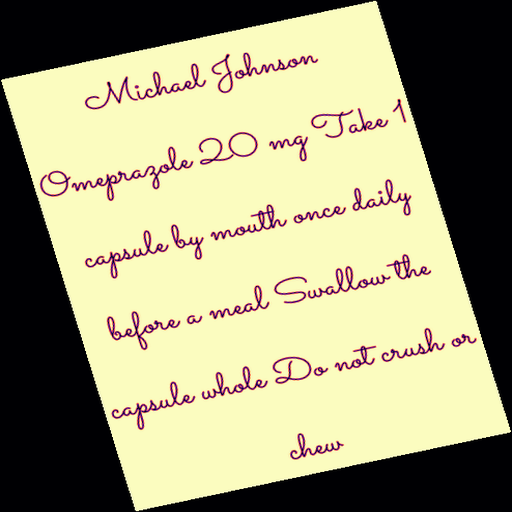 Michael Johnson
Omeprazole 20 mg Take 1
capsule by mouth once daily
before a meal Swallow the
capsule whole Do not crush or
chew